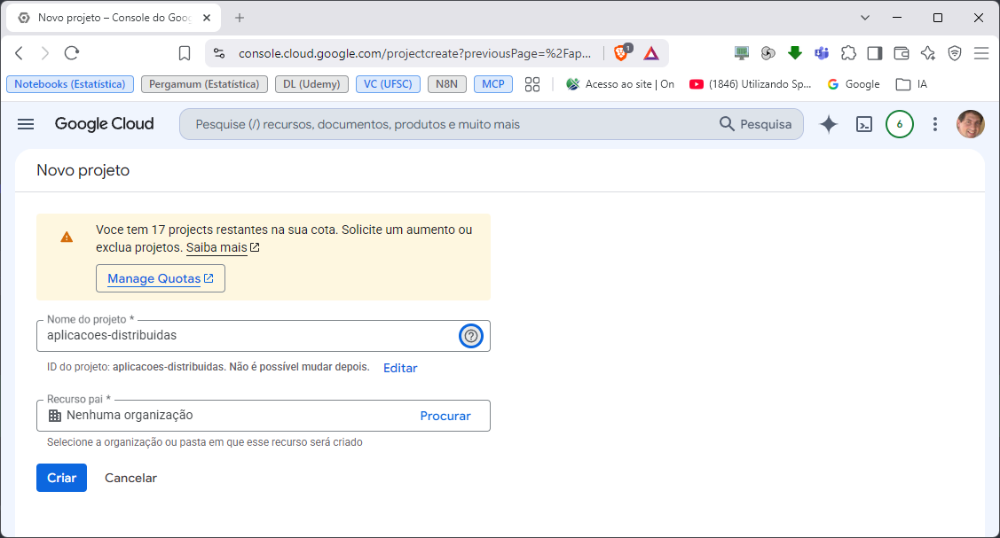 Novo projeto – Console do Goo
console.cloud.google.com/projectcreate?previousPage=%2Fap...
1
Notebooks (Estatística)
Pergamum (Estatística)
DL (Udemy)
VC (UFSC)
N8N
MCP
Acesso ao site | On
(1846) Utilizando Sp...
Google
IA
Google Cloud
Pesquise (/) recursos, documentos, produtos e muito mais
Pesquisa
6
Novo projeto
Voce tem 17 projects restantes na sua cota. Solicite um aumento ou
exclua projetos. Saiba mais
Manage Quotas
Nome do projeto *
aplicacoes-distribuidas
ID do projeto: aplicacoes-distribuidas. Não é possível mudar depois.
Editar
Recurso pai *
Nenhuma organização
Procurar
Selecione a organização ou pasta em que esse recurso será criado
Criar
Cancelar